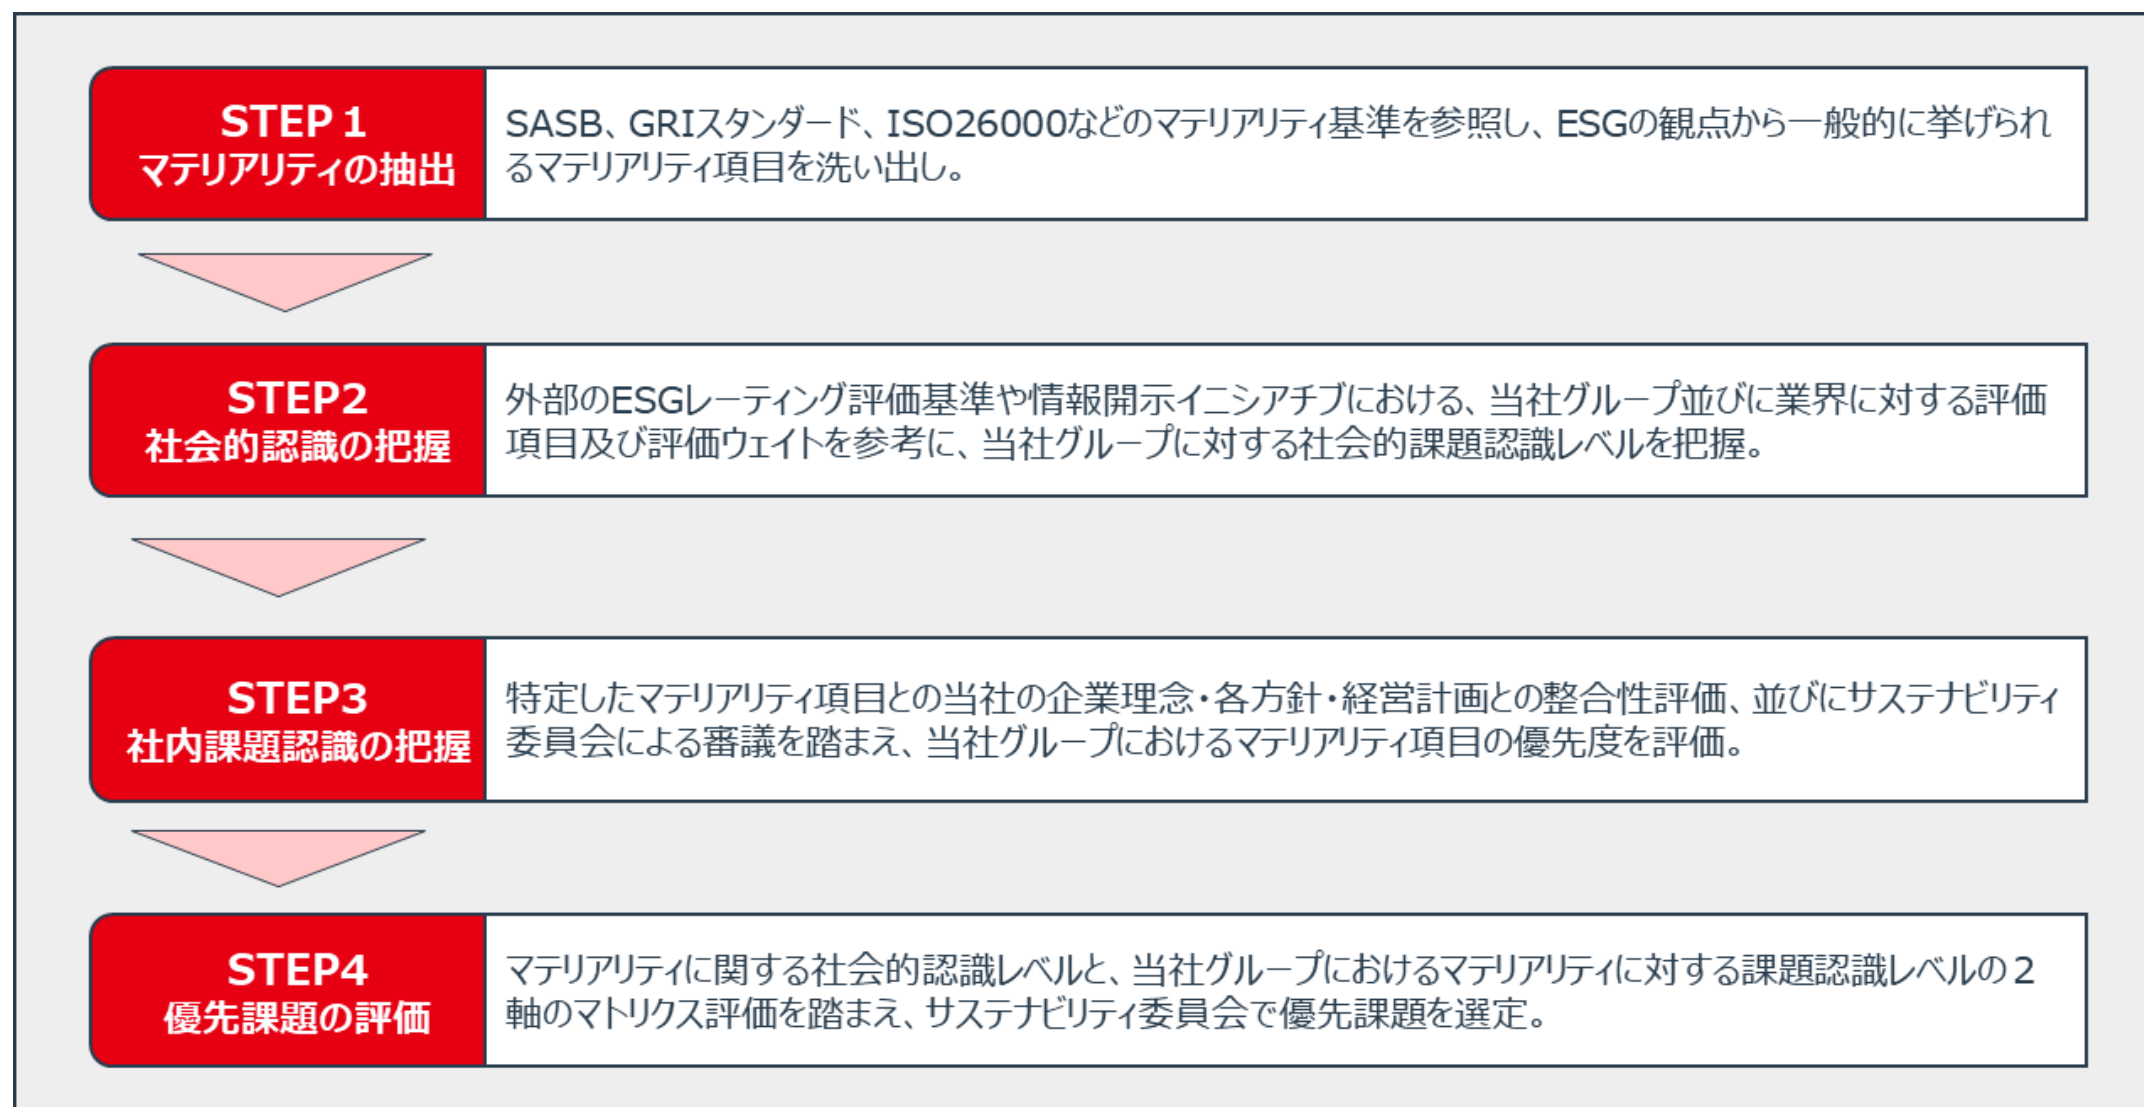 STEP１
マテリアリティの抽出
SASB、GRIスタンダード、ISO26000などのマテリアリティ基準を参照し、ESGの観点から一般的に挙げられ
るマテリアリティ項目を洗い出し。
STEP2
社会的認識の把握
外部のESGレーティング評価基準や情報開示イニシアチブにおける、当社グループ並びに業界に対する評価
項目及び評価ウェイトを参考に、当社グループに対する社会的課題認識レベルを把握。
STEP3
社内課題認識の把握
特定したマテリアリティ項目との当社の企業理念・各方針・経営計画との整合性評価、並びにサステナビリティ
委員会による審議を踏まえ、当社グループにおけるマテリアリティ項目の優先度を評価。
STEP4
優先課題の評価
マテリアリティに関する社会的認識レベルと、当社グループにおけるマテリアリティに対する課題認識レベルの２
軸のマトリクス評価を踏まえ、サステナビリティ委員会で優先課題を選定。